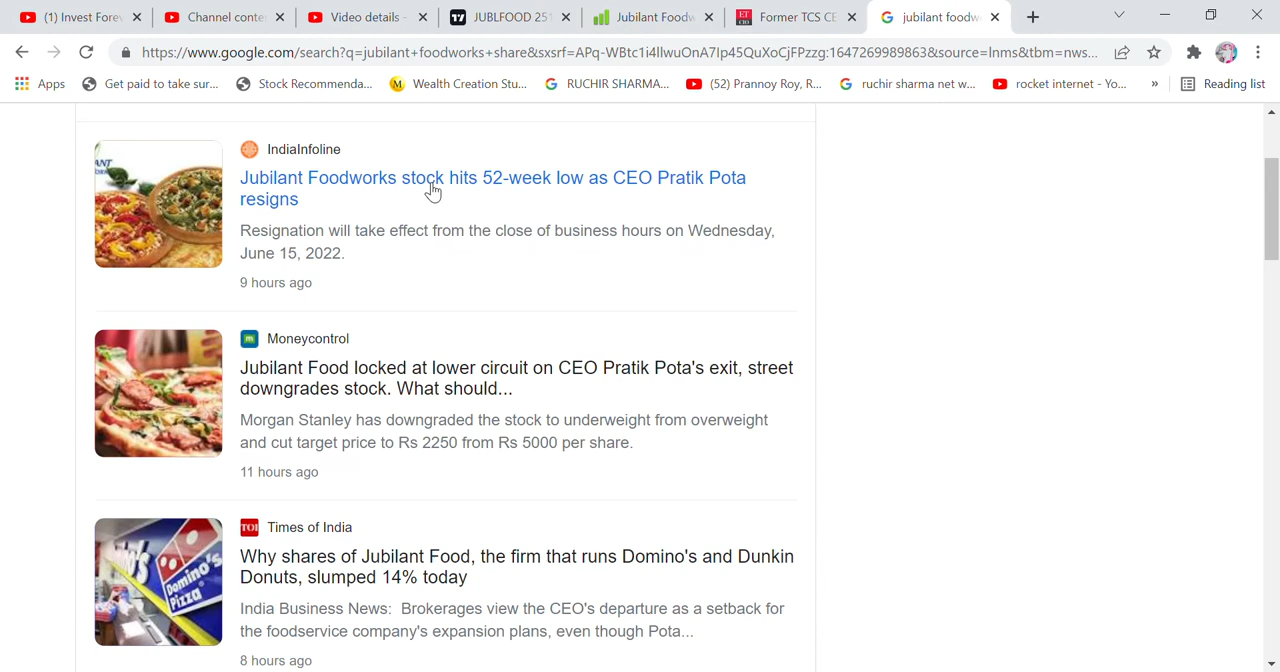 (1) Invest Fore
Channel conte
Video details -
JUBLFOOD 251
Jubilant Foodw
Former TCS CE
jubilant foodw
https://www.google.com/search?q=jubilant+foodworks+share&sxsrf=APq-WBtc1i4llwuOnA7Ip45QuXoCjFPzzg:1647269989863&source=lnms&tbm=nws...
Apps
Get paid to take sur...
Stock Recommenda...
Wealth Creation Stu...
RUCHIR SHARMA...
(52) Prannoy Roy, R...
ruchir sharma net w...
rocket internet - Yo...
»
Reading list
IndiaInfoline
Jubilant Foodworks stock hits 52-week low as CEO Pratik Pota
resigns
Resignation will take effect from the close of business hours on Wednesday,
June 15, 2022.
9 hours ago
Moneycontrol
Jubilant Food locked at lower circuit on CEO Pratik Pota's exit, street
downgrades stock. What should...
Morgan Stanley has downgraded the stock to underweight from overweight
and cut target price to Rs 2250 from Rs 5000 per share.
11 hours ago
TOI Times of India
Why shares of Jubilant Food, the firm that runs Domino's and Dunkin
Donuts, slumped 14% today
India Business News: Brokerages view the CEO's departure as a setback for
the foodservice company's expansion plans, even though Pota...
8 hours ago
Domino's
Pizza